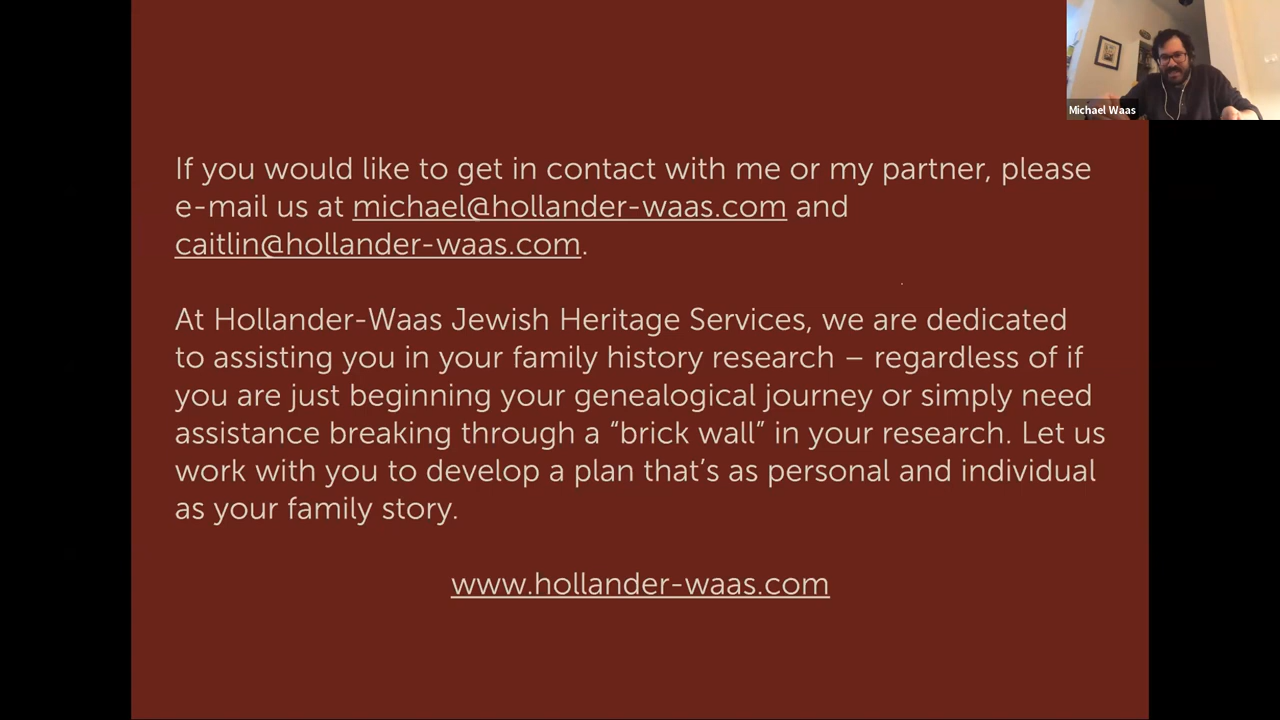 Michael Waas
If you would like to get in contact with me or my partner, please
e-mail us at michael@hollander-waas.com and
caitlin@hollander-waas.com.
At Hollander-Waas Jewish Heritage Services, we are dedicated
to assisting you in your family history research – regardless of if
you are just beginning your genealogical journey or simply need
assistance breaking through a “brick wall” in your research. Let us
work with you to develop a plan that’s as personal and individual
as your family story.
www.hollander-waas.com